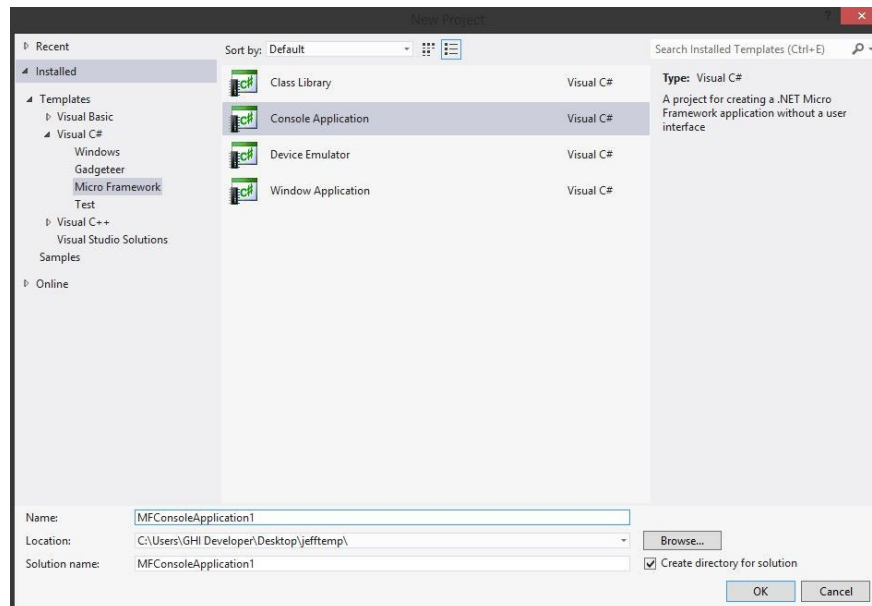 New Project
?
Recent
Installed
Templates
Visual Basic
Visual C#
Windows
Gadgeteer
Micro Framework
Test
Visual C++
Visual Studio Solutions
Samples
Online
Sort by: Default
C# Class Library Visual C#
C# Console Application Visual C#
C# Device Emulator Visual C#
C# Window Application Visual C#
Search Installed Templates (Ctrl+E)
Type: Visual C#
A project for creating a .NET Micro
Framework application without a user
interface
Name: MFConsoleApplication1
Location: C:\Users\GHI Developer\Desktop\jefftemp\ Browse...
Solution name: MFConsoleApplication1 Create directory for solution
OK Cancel